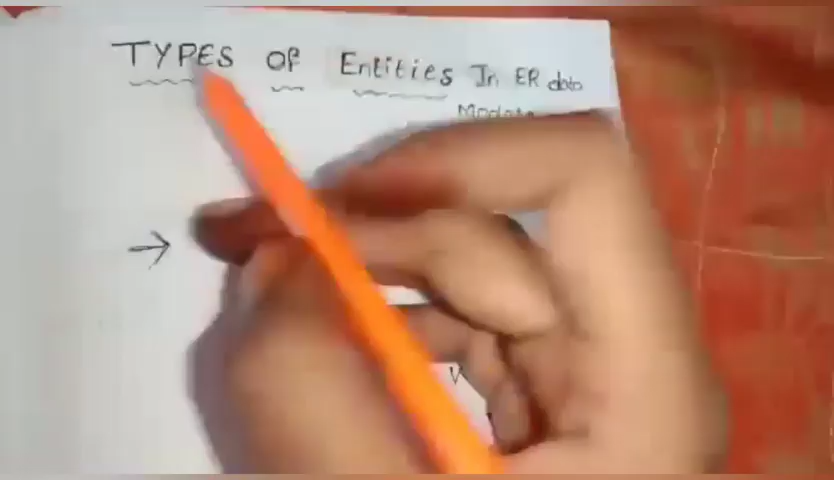 TYPES OF Entities In ER data
→